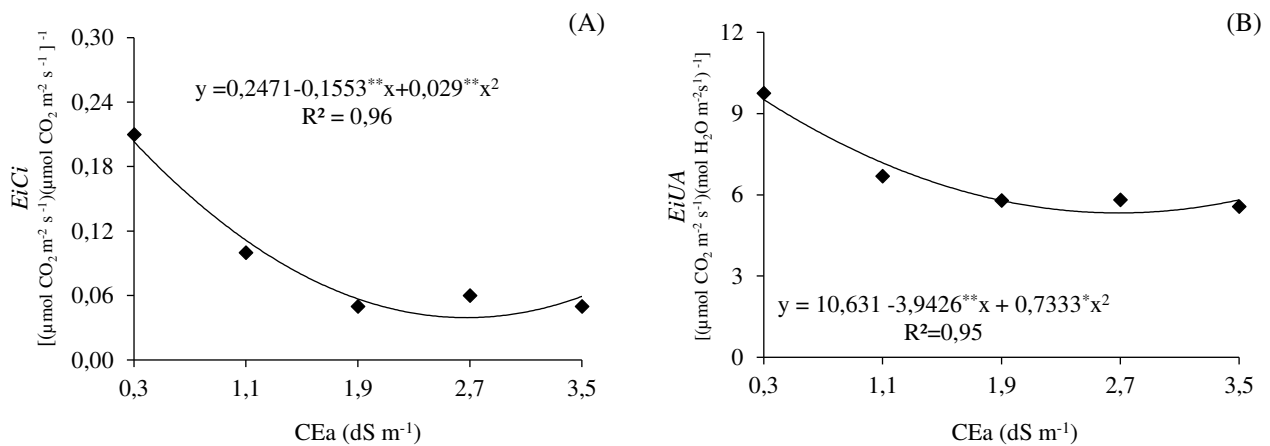 (A)
0,30
0,24
0,18
0,12
0,06
0,00
EiCi
[(µmol CO₂ m⁻² s⁻¹)(µmol CO₂ m⁻² s⁻¹]⁻¹
y =0,2471-0,1553**x+0,029**x²
R² = 0,96
0,3 1,1 1,9 2,7 3,5
CEa (dS m⁻¹)
(B)
12
9
6
3
0
EiUA
[(µmol CO₂ m⁻² s⁻¹)(mol H₂O m⁻²s¹)⁻¹]
y = 10,631 -3,9426**x + 0,7333*x²
R²=0,95
0,3 1,1 1,9 2,7 3,5
CEa (dS m⁻¹)